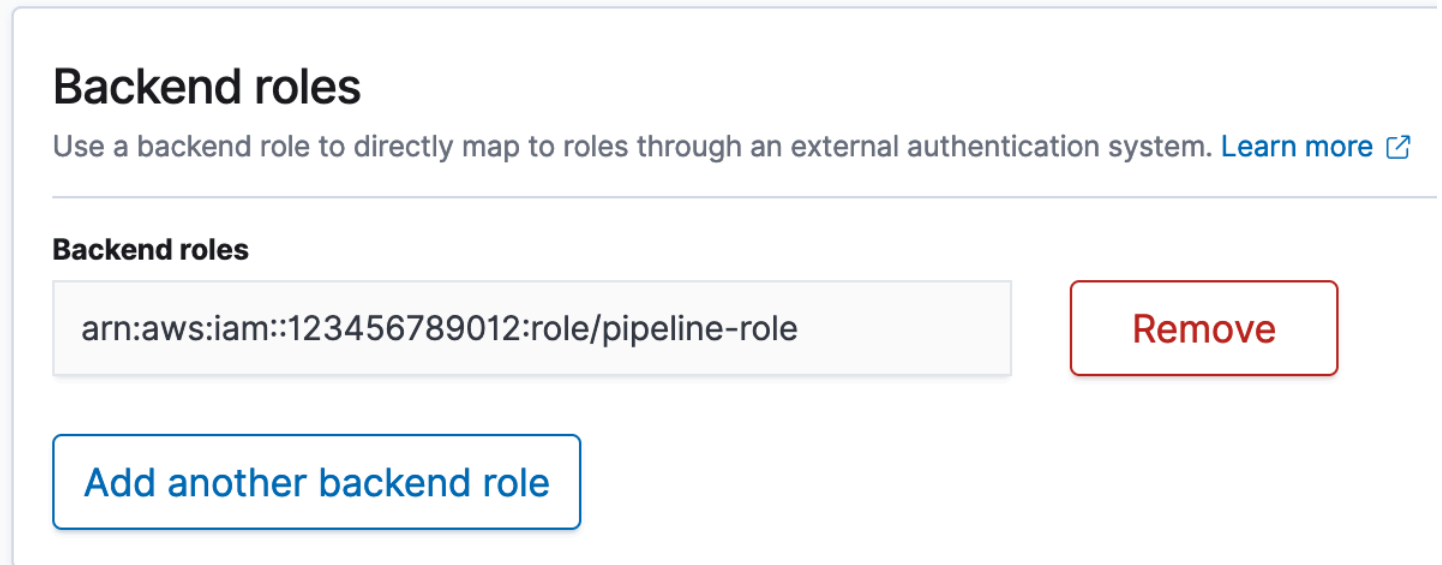 Backend roles
Use a backend role to directly map to roles through an external authentication system. Learn more
Backend roles
arn:aws:iam::123456789012:role/pipeline-role
Remove
Add another backend role